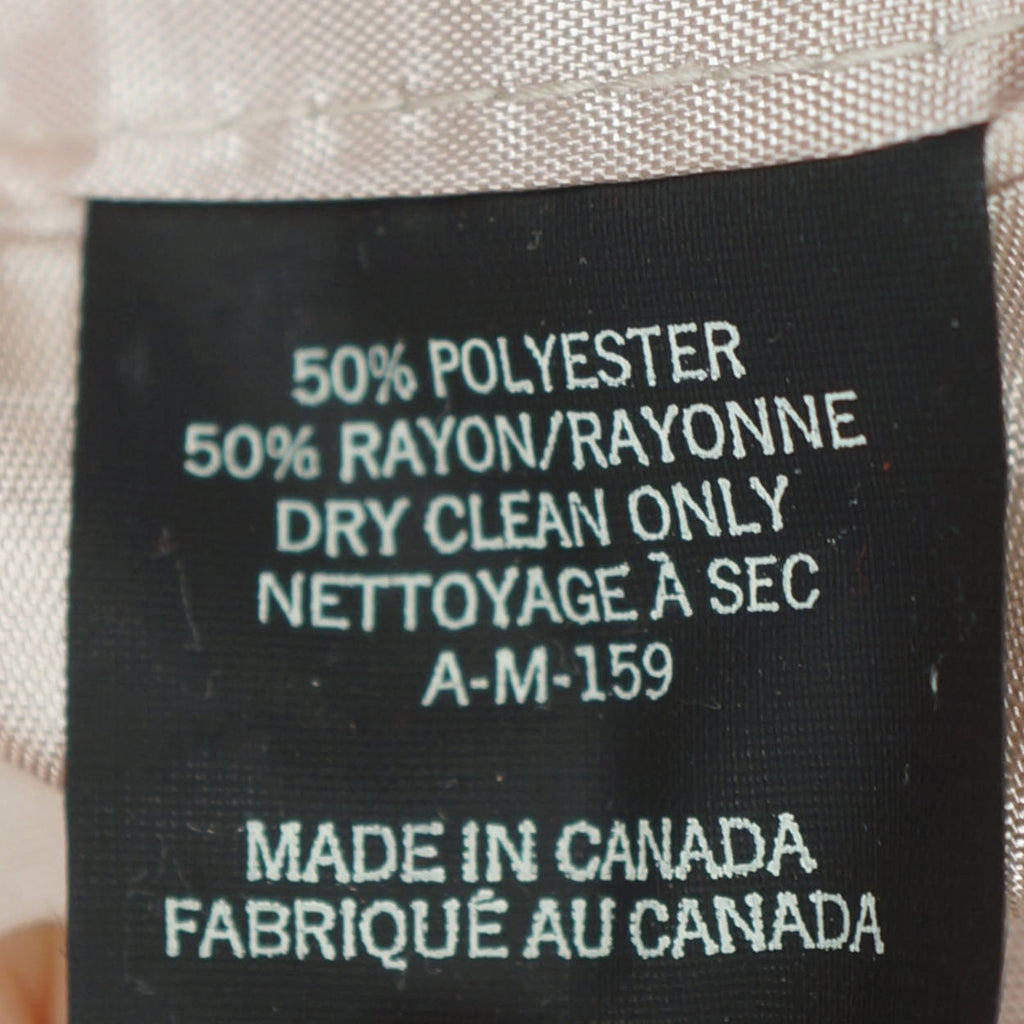 50% POLYESTER
50% RAYON/RAYONNE
DRY CLEAN ONLY
NETTOYAGE À SEC
A-M-159
MADE IN CANADA
FABRIQUÉ AU CANADA